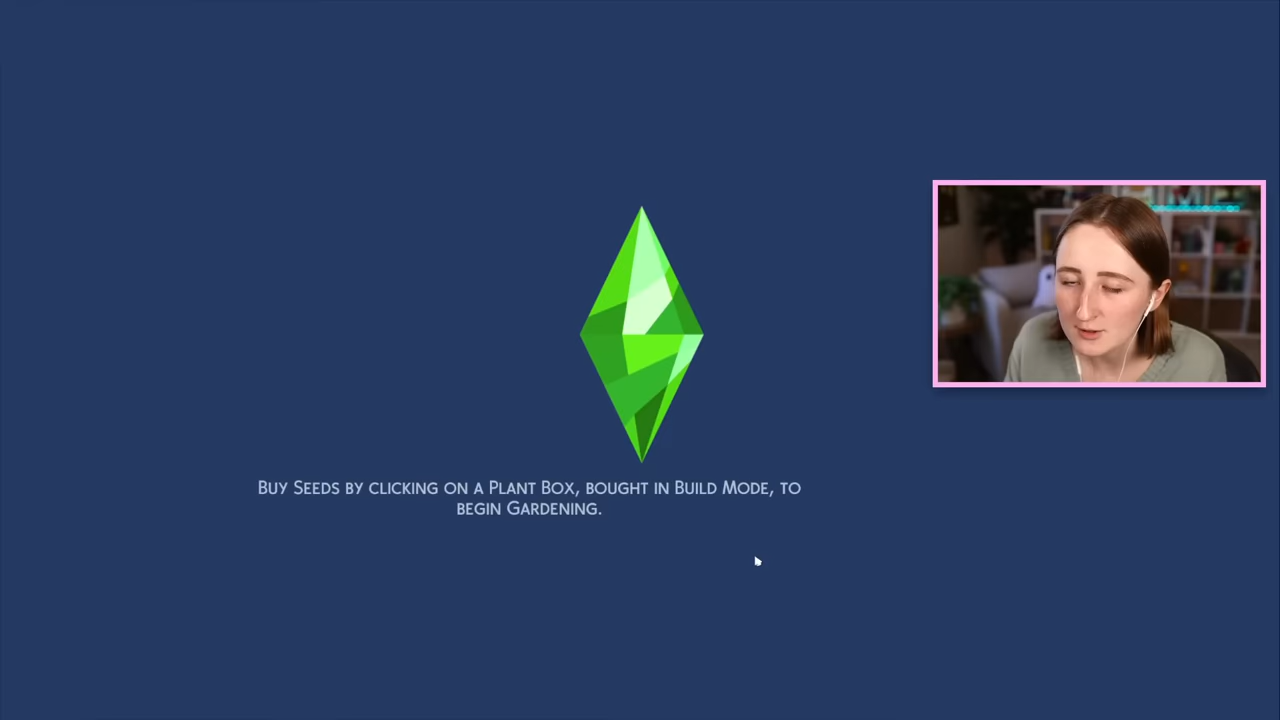 Buy Seeds by clicking on a Plant Box, bought in Build Mode, to
begin Gardening.